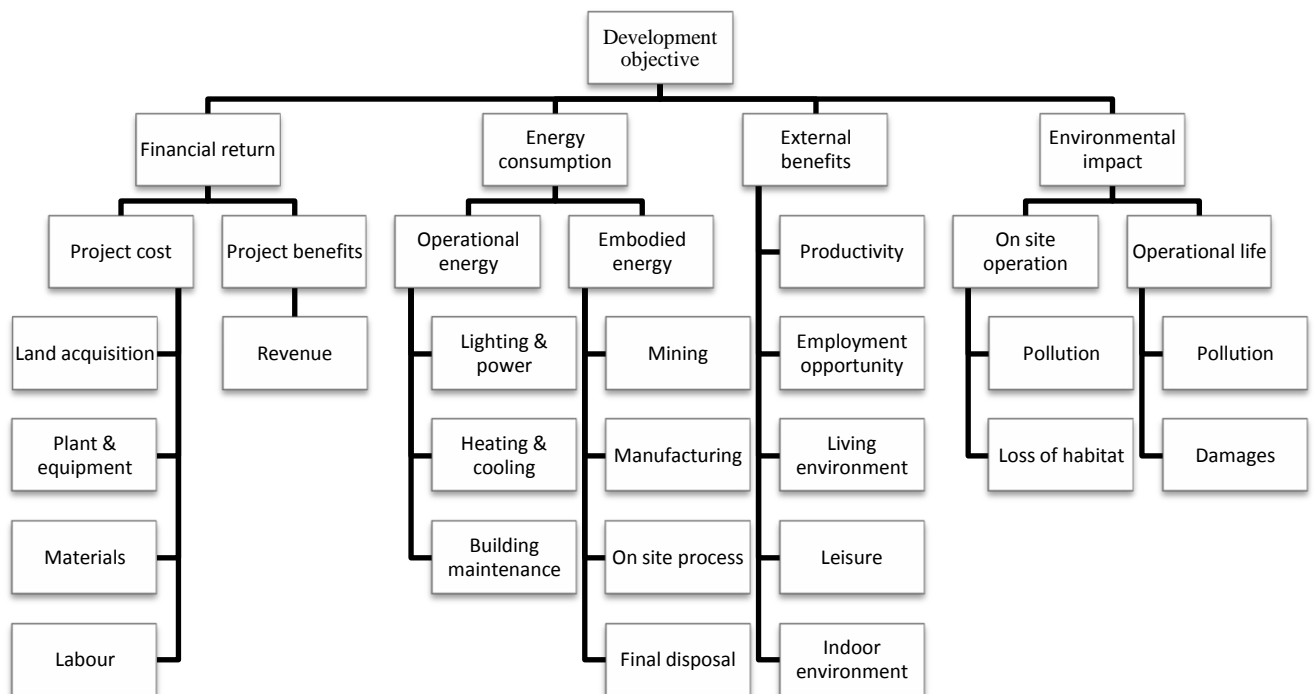 Development
objective
Financial return
Energy
consumption
External
benefits
Environmental
impact
Project cost
Project benefits
Operational
energy
Embodied
energy
Productivity
On site
operation
Operational life
Land acquisition
Revenue
Lighting &
power
Mining
Employment
opportunity
Pollution
Pollution
Plant &
equipment
Heating &
cooling
Manufacturing
Living
environment
Loss of habitat
Damages
Materials
Building
maintenance
On site process
Leisure
Labour
Final disposal
Indoor
environment